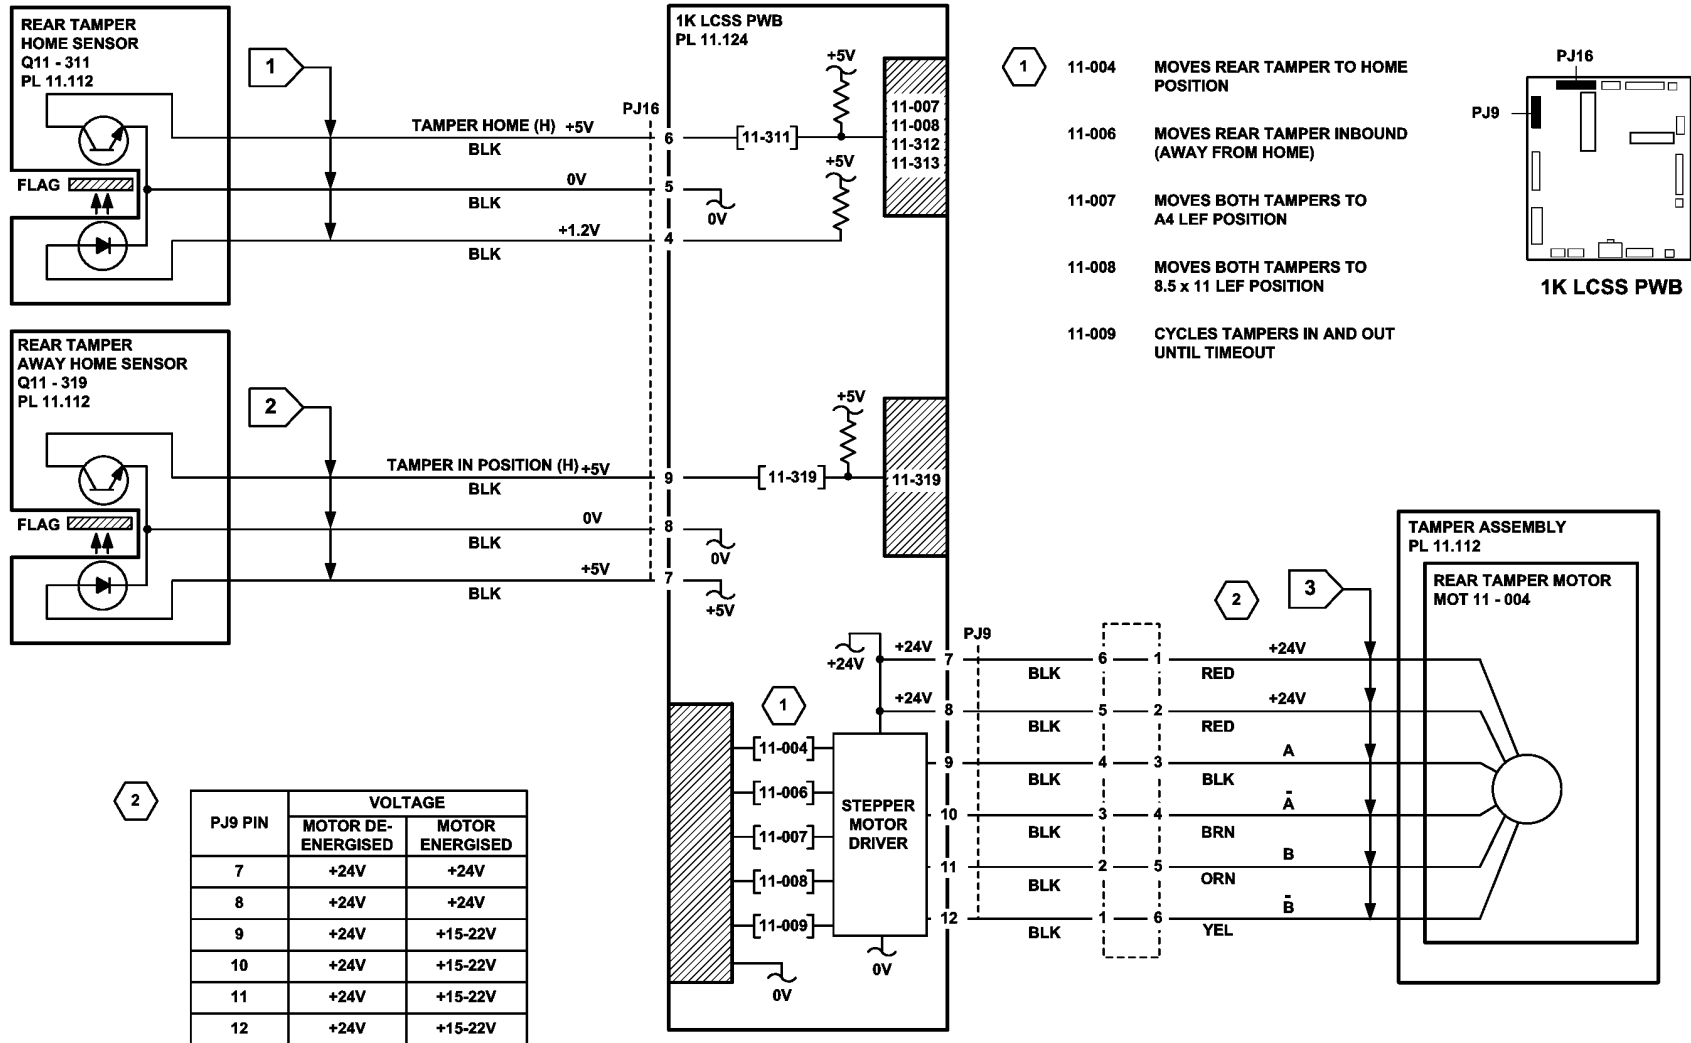 REAR TAMPER
HOME SENSOR
Q11 - 311
PL 11.112
FLAG
1
TAMPER HOME (H) +5V
BLK
0V
BLK
+1.2V
BLK
PJ16
6
5
4
1K LCSS PWB
PL 11.124
+5V
[11-311]
+5V
0V
11-007
11-008
11-312
11-313
1
11-004 MOVES REAR TAMPER TO HOME
POSITION
11-006 MOVES REAR TAMPER INBOUND
(AWAY FROM HOME)
11-007 MOVES BOTH TAMPERS TO
A4 LEF POSITION
11-008 MOVES BOTH TAMPERS TO
8.5 x 11 LEF POSITION
11-009 CYCLES TAMPERS IN AND OUT
UNTIL TIMEOUT
PJ16
PJ9
1K LCSS PWB
REAR TAMPER
AWAY HOME SENSOR
Q11 - 319
PL 11.112
FLAG
2
TAMPER IN POSITION (H) +5V
BLK
0V
BLK
+5V
BLK
9
8
7
+5V
[11-319]
11-319
0V
+5V
+24V
+24V
+24V
1
[11-004]
[11-006]
[11-007]
[11-008]
[11-009]
0V
STEPPER
MOTOR
DRIVER
0V
PJ9
7 BLK 6 1 RED +24V
8 BLK 5 2 RED +24V
9 BLK 4 3 BLK A
10 BLK 3 4 BRN Ā
11 BLK 2 5 ORN B
12 BLK 1 6 YEL B̄
2
3
TAMPER ASSEMBLY
PL 11.112
REAR TAMPER MOTOR
MOT 11 - 004
2
PJ9 PIN VOLTAGE
MOTOR DE-
ENERGISED
MOTOR
ENERGISED
7 +24V +24V
8 +24V +24V
9 +24V +15-22V
10 +24V +15-22V
11 +24V +15-22V
12 +24V +15-22V